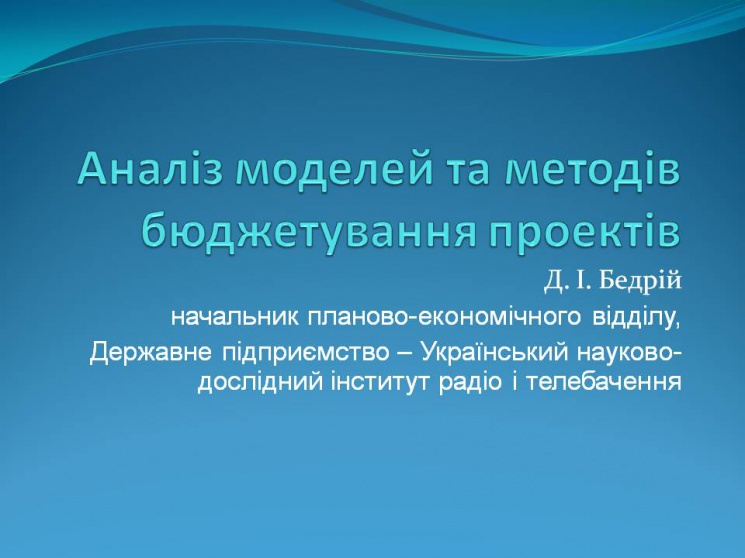 Аналіз моделей та методів
бюджетування проектів
Д. І. Бедрій
начальник планово-економічного відділу,
Державне підприємство – Український науково-
дослідний інститут радіо і телебачення